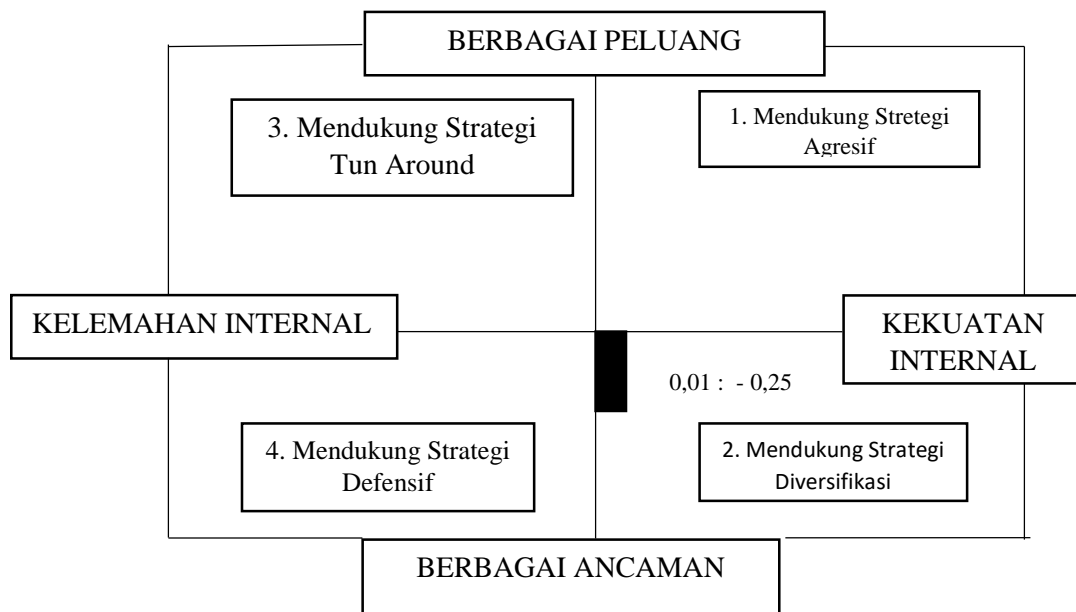 BERBAGAI PELUANG
3. Mendukung Strategi
Tun Around
1. Mendukung Stretegi
Agresif
KELEMAHAN INTERNAL
KEKUATAN
INTERNAL
0,01 : - 0,25
4. Mendukung Strategi
Defensif
2. Mendukung Strategi
Diversifikasi
BERBAGAI ANCAMAN